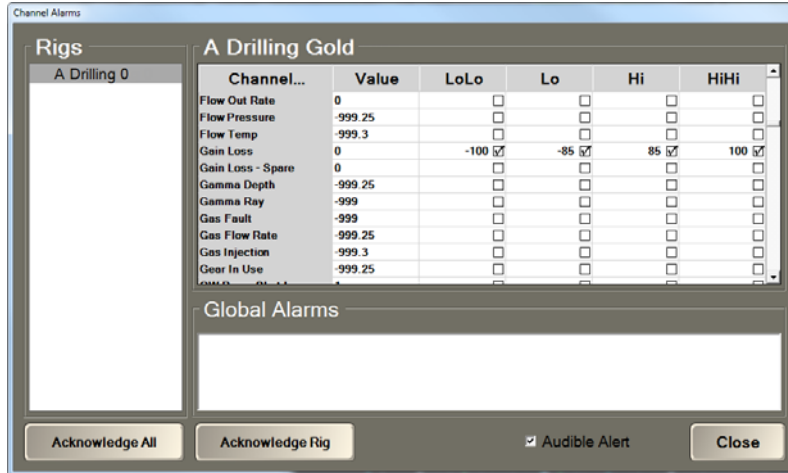 Channel Alarms
Rigs
A Drilling 0
A Drilling Gold
Channel... Value LoLo Lo Hi HiHi
Flow Out Rate 0
Flow Pressure -999.25
Flow Temp -999.3
Gain Loss 0 -100 -85 85 100
Gain Loss - Spare 0
Gamma Depth -999.25
Gamma Ray -999
Gas Fault -999
Gas Flow Rate -999.25
Gas Injection -999.3
Gear In Use -999.25
Global Alarms
Acknowledge All
Acknowledge Rig
Audible Alert
Close